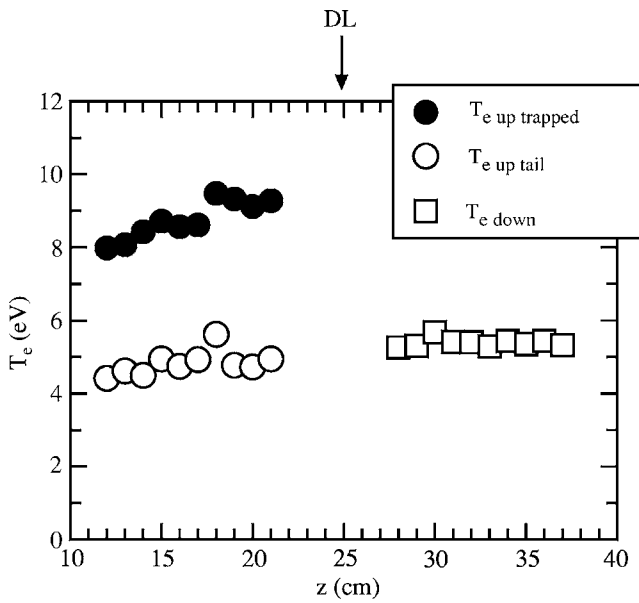 DL
12
10
8
6
4
2
0
T_e (eV)
T_e up trapped
T_e up tail
T_e down
10 15 20 25 30 35 40
z (cm)